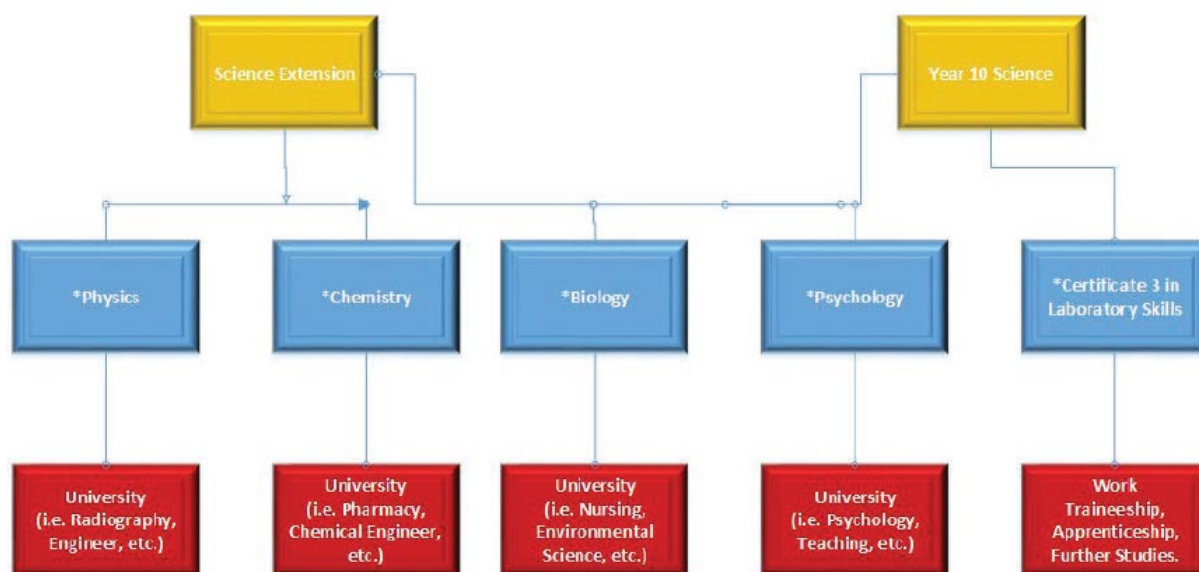 Science Extension
Year 10 Science
*Physics
*Chemistry
*Biology
*Psychology
*Certificate 3 in
Laboratory Skills
University
(i.e. Radiography,
Engineer, etc.)
University
(i.e. Pharmacy,
Chemical Engineer,
etc.)
University
(i.e. Nursing,
Environmental
Science, etc.)
University
(i.e. Psychology,
Teaching, etc.)
Work
Traineeship,
Apprenticeship,
Further Studies.